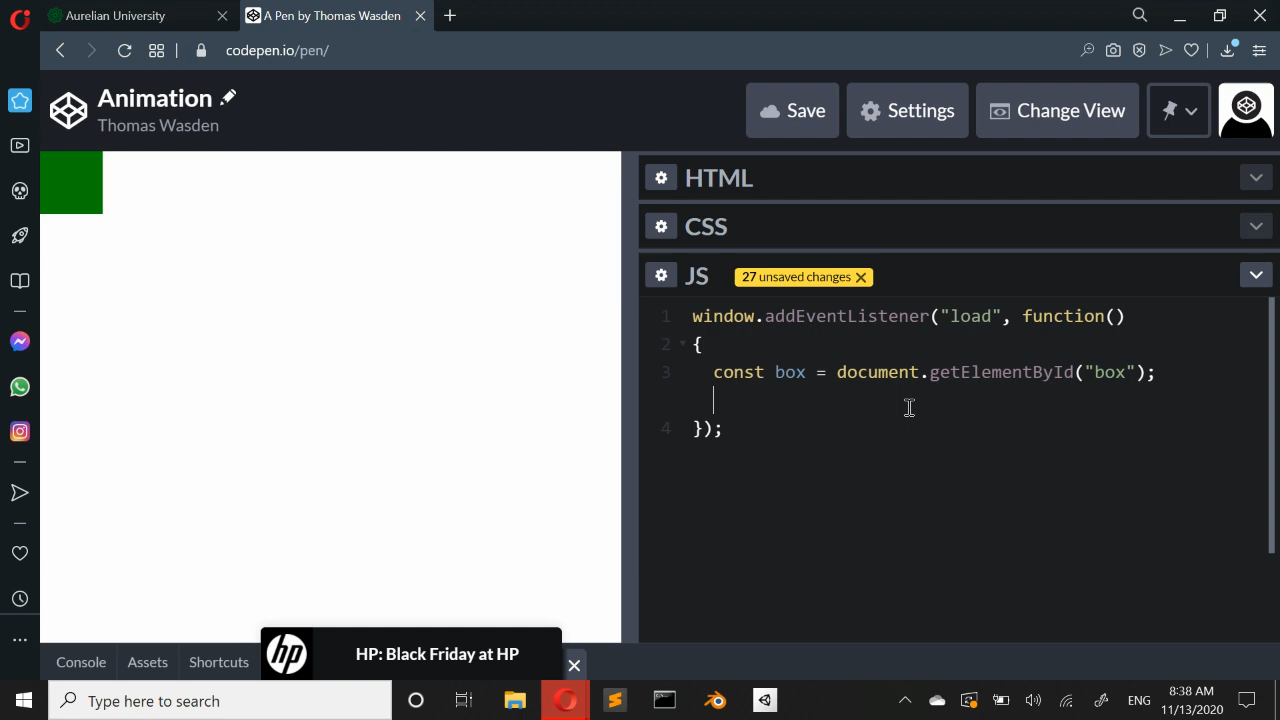 Aurelian University
A Pen by Thomas Wasden
codepen.io/pen/
Animation
Thomas Wasden
Save
Settings
Change View
HTML
CSS
JS
27 unsaved changes
1 window.addEventListener("load", function()
2 {
3 const box = document.getElementById("box");
4 });
Console
Assets
Shortcuts
hp
HP: Black Friday at HP
Type here to search
ENG
8:38 AM
11/13/2020